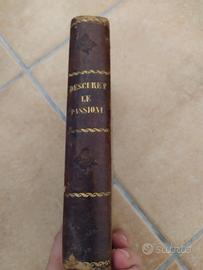 DESCURET
LE
PASSIONI
Subito